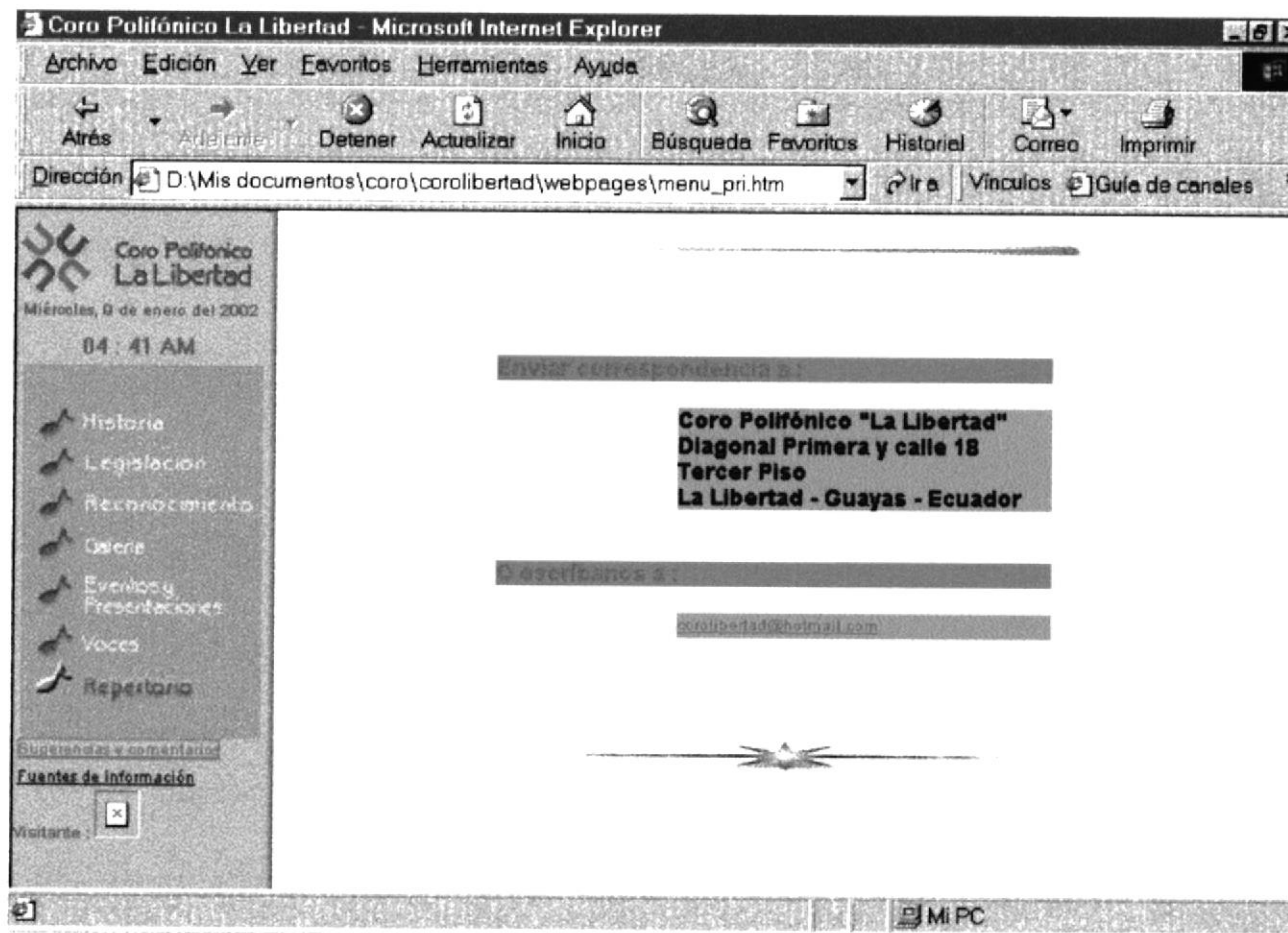 Coro Polifónico La Libertad - Microsoft Internet Explorer
Archivo Edición Ver Favoritos Herramientas Ayuda
Atrás Adelante Detener Actualizar Inicio Búsqueda Favoritos Historial Correo Imprimir
Dirección D:\Mis documentos\coro\corolibertad\webpages\menu_pri.htm Ir a Vínculos Guía de canales
Coro Polifónico
La Libertad
Miércoles, 9 de enero del 2002
04 : 41 AM
Historia
Legislación
Reconocimiento
Galería
Eventos y
Presentaciones
Voces
Repertorio
Sugerencias y comentarios
Fuentes de información
Visitante :
Enviar correspondencia a :
Coro Polifónico "La Libertad"
Diagonal Primera y calle 18
Tercer Piso
La Libertad - Guayas - Ecuador
O escríbanos a :
corolibertad@hotmail.com
Mi PC